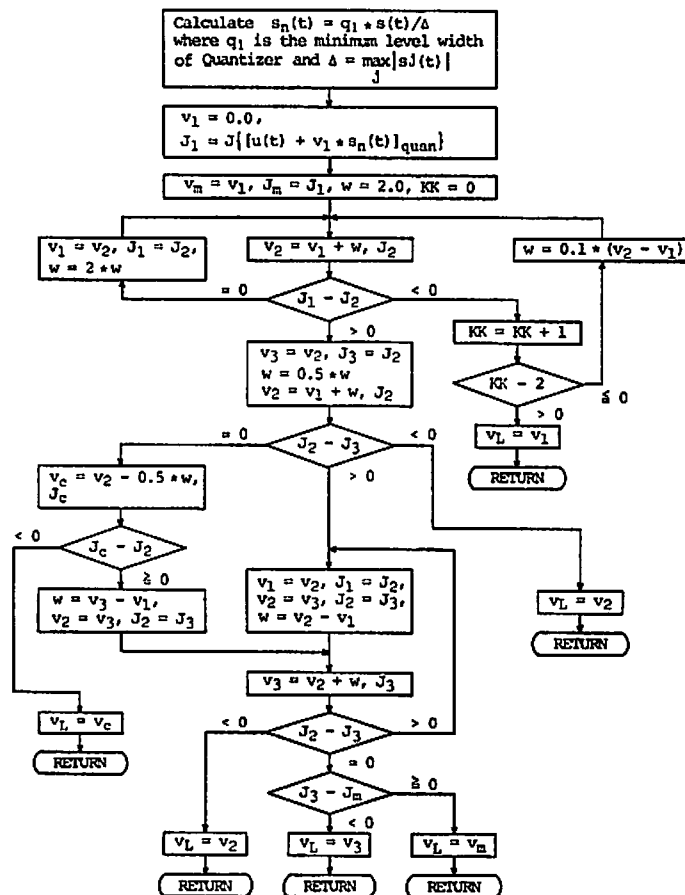 Calculate s_n(t) = q_1 * s(t)/Δ
where q_1 is the minimum level width
of Quantizer and Δ = max|sj(t)|
j
v_1 = 0.0,
J_1 = J{[u(t) + v_1 * s_n(t)]_quan}
v_m = v_1, J_m = J_1, w = 2.0, KK = 0
v_1 = v_2, J_1 = J_2,
w = 2 * w
v_2 = v_1 + w, J_2
w = 0.1 * (v_2 - v_1)
= 0
J_1 - J_2
< 0
> 0
KK = KK + 1
v_3 = v_2, J_3 = J_2
w = 0.5 * w
v_2 = v_1 + w, J_2
KK - 2
≦ 0
> 0
v_L = v_1
RETURN
= 0
J_2 - J_3
< 0
> 0
v_c = v_2 - 0.5 * w,
J_c
< 0
J_c - J_2
≧ 0
w = v_3 - v_1,
v_2 = v_3, J_2 = J_3
v_1 = v_2, J_1 = J_2,
v_2 = v_3, J_2 = J_3,
w = v_2 - v_1
v_L = v_2
RETURN
v_3 = v_2 + w, J_3
v_L = v_c
RETURN
< 0
J_2 - J_3
> 0
= 0
J_3 - J_m
≧ 0
< 0
v_L = v_2
v_L = v_3
v_L = v_m
RETURN
RETURN
RETURN